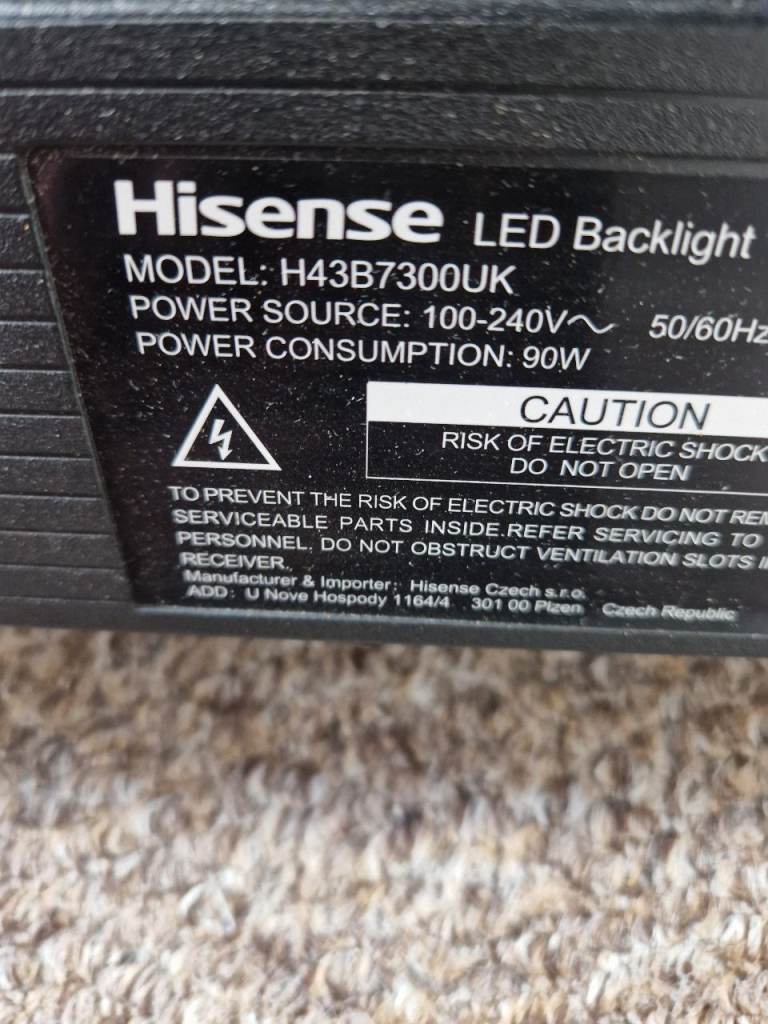 Hisense LED Backlight
MODEL: H43B7300UK
POWER SOURCE: 100-240V～ 50/60Hz
POWER CONSUMPTION: 90W
CAUTION
RISK OF ELECTRIC SHOCK
DO NOT OPEN
TO PREVENT THE RISK OF ELECTRIC SHOCK DO NOT REM
SERVICEABLE PARTS INSIDE.REFER SERVICING TO
PERSONNEL. DO NOT OBSTRUCT VENTILATION SLOTS I
RECEIVER.
Manufacturer & Importer: Hisense Czech s.r.o.
ADD: U Nove Hospody 1164/4 301 00 Plzen Czech Republic